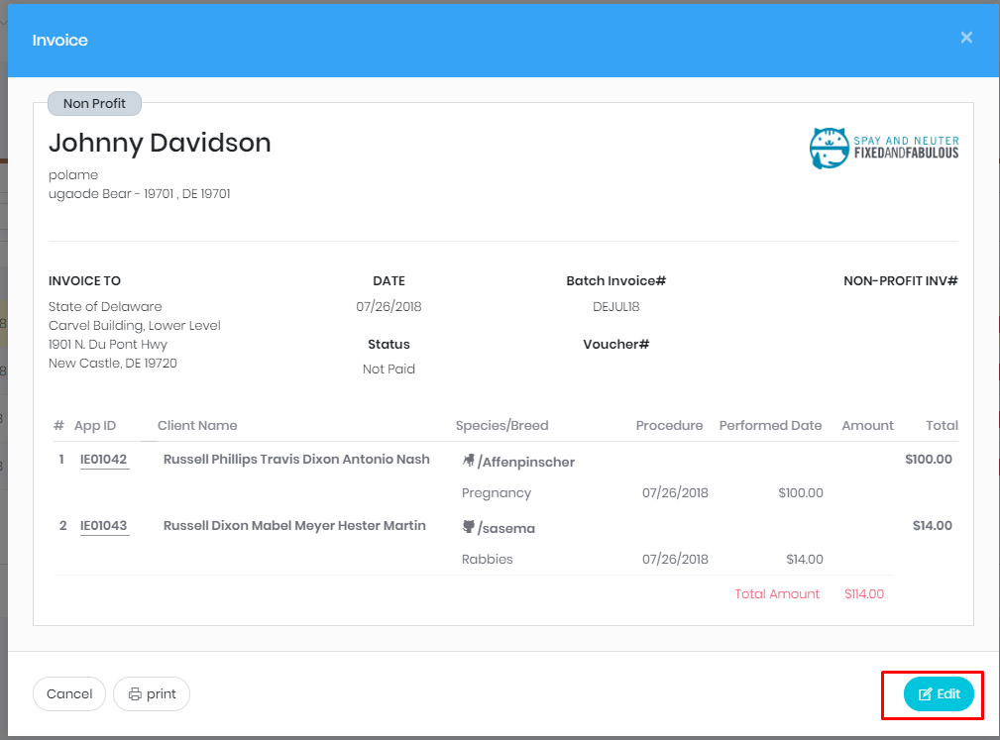 Invoice
×
Non Profit
Johnny Davidson
SPAY AND NEUTER
FIXEDANDFABULOUS
polame
ugaode Bear - 19701 , DE 19701
INVOICE TO DATE Batch Invoice# NON-PROFIT INV#
State of Delaware 07/26/2018 DEJUL18
Carvel Building, Lower Level
1901 N. Du Pont Hwy Status Voucher#
New Castle, DE 19720 Not Paid
# App ID Client Name Species/Breed Procedure Performed Date Amount Total
1 IE01042 Russell Phillips Travis Dixon Antonio Nash /Affenpinscher $100.00
Pregnancy 07/26/2018 $100.00
2 IE01043 Russell Dixon Mabel Meyer Hester Martin /sasema $14.00
Rabbies 07/26/2018 $14.00
Total Amount $114.00
Cancel print Edit